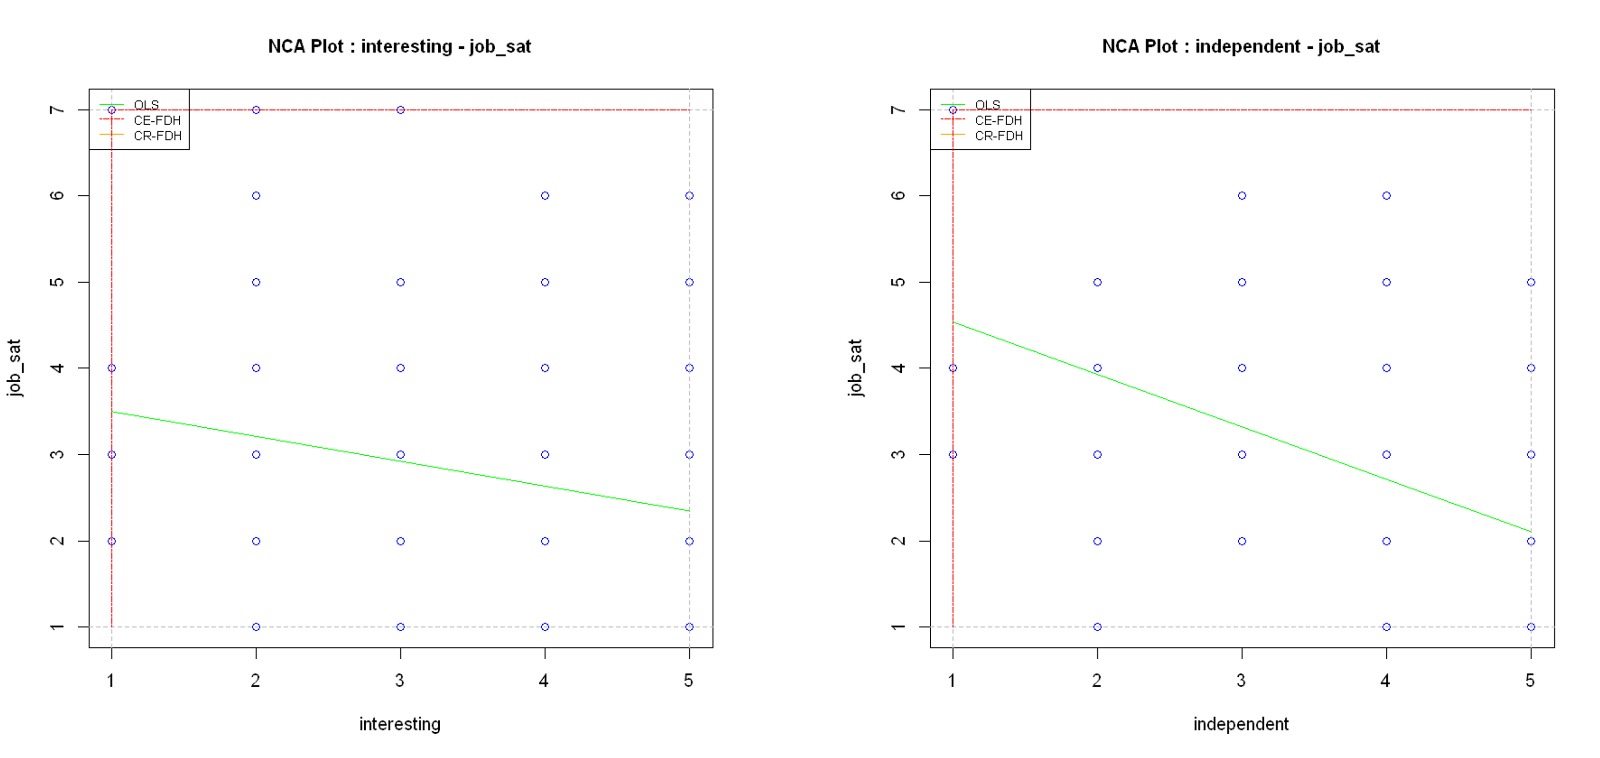 NCA Plot : interesting - job_sat
OLS
CE-FDH
CR-FDH
7
6
5
4
3
2
1
job_sat
1 2 3 4 5
interesting
NCA Plot : independent - job_sat
OLS
CE-FDH
CR-FDH
7
6
5
4
3
2
1
job_sat
1 2 3 4 5
independent